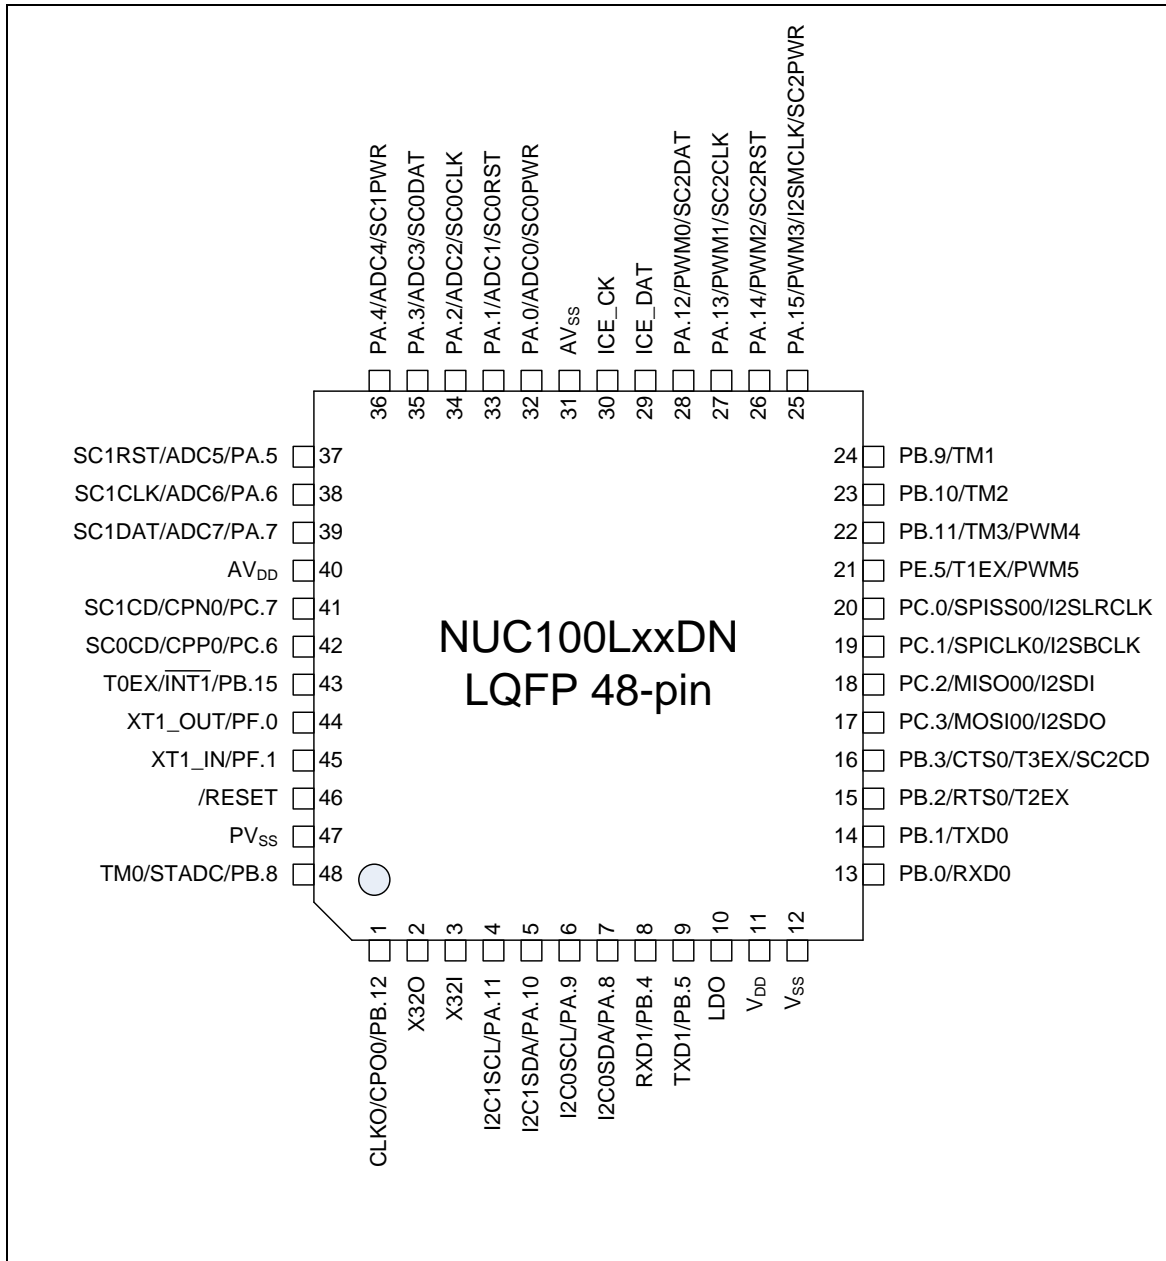 PA.4/ADC4/SC1PWR
PA.3/ADC3/SC0DAT
PA.2/ADC2/SC0CLK
PA.1/ADC1/SC0RST
PA.0/ADC0/SC0PWR
AVSS
ICE_CK
ICE_DAT
PA.12/PWM0/SC2DAT
PA.13/PWM1/SC2CLK
PA.14/PWM2/SC2RST
PA.15/PWM3/I2SMCLK/SC2PWR
36 35 34 33 32 31 30 29 28 27 26 25
SC1RST/ADC5/PA.5 37
SC1CLK/ADC6/PA.6 38
SC1DAT/ADC7/PA.7 39
AVDD 40
SC1CD/CPN0/PC.7 41
SC0CD/CPP0/PC.6 42
T0EX/INT1/PB.15 43
XT1_OUT/PF.0 44
XT1_IN/PF.1 45
/RESET 46
PVSS 47
TM0/STADC/PB.8 48
NUC100LxxDN
LQFP 48-pin
24 PB.9/TM1
23 PB.10/TM2
22 PB.11/TM3/PWM4
21 PE.5/T1EX/PWM5
20 PC.0/SPISS00/I2SLRCLK
19 PC.1/SPICLK0/I2SBCLK
18 PC.2/MISO00/I2SDI
17 PC.3/MOSI00/I2SDO
16 PB.3/CTS0/T3EX/SC2CD
15 PB.2/RTS0/T2EX
14 PB.1/TXD0
13 PB.0/RXD0
1 2 3 4 5 6 7 8 9 10 11 12
CLKO/CPO0/PB.12
X32O
X32I
I2C1SCL/PA.11
I2C1SDA/PA.10
I2C0SCL/PA.9
I2C0SDA/PA.8
RXD1/PB.4
TXD1/PB.5
LDO
VDD
VSS